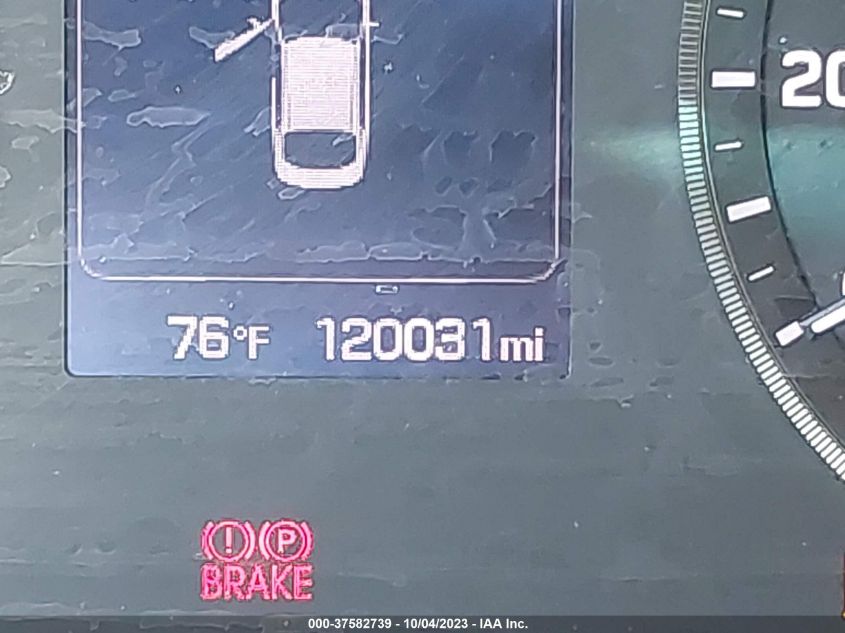 20
76°F 120031mi
(!) (P)
BRAKE
000-37582739 - 10/04/2023 - IAA Inc.